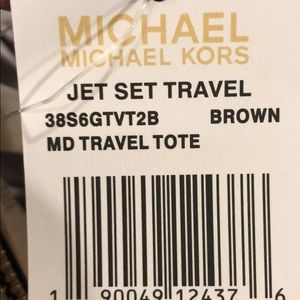 MICHAEL
MICHAEL KORS
JET SET TRAVEL
38S6GTVT2B BROWN
MD TRAVEL TOTE
1 90049 12437 6